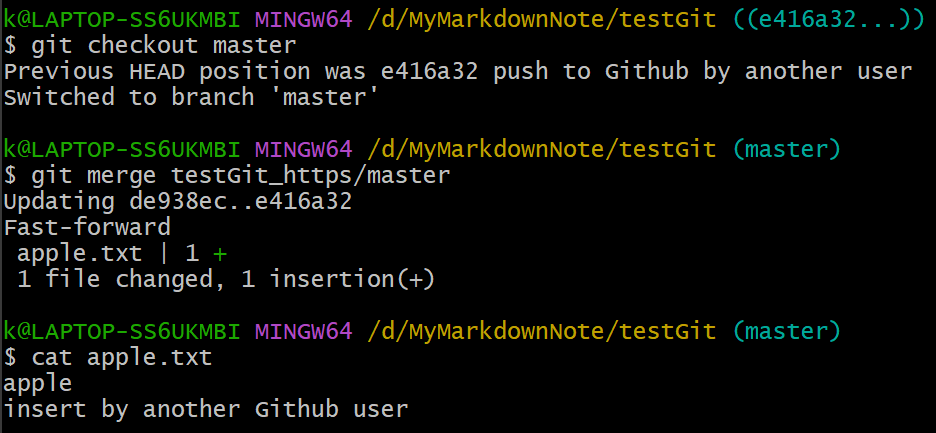 k@LAPTOP-SS6UKMBI MINGW64 /d/MyMarkdownNote/testGit ((e416a32...))
$ git checkout master
Previous HEAD position was e416a32 push to Github by another user
Switched to branch 'master'
k@LAPTOP-SS6UKMBI MINGW64 /d/MyMarkdownNote/testGit (master)
$ git merge testGit_https/master
Updating de938ec..e416a32
Fast-forward
 apple.txt | 1 +
 1 file changed, 1 insertion(+)
k@LAPTOP-SS6UKMBI MINGW64 /d/MyMarkdownNote/testGit (master)
$ cat apple.txt
apple
insert by another Github user